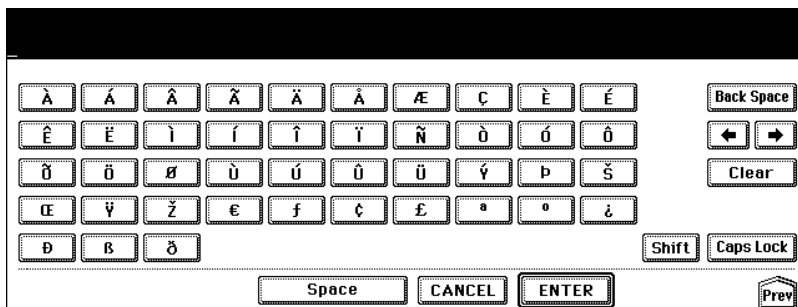 _
À Á Â Ã Ä Å Æ Ç È É Back Space
Ê Ë Ì Í Î Ï Ñ Ò Ó Ô ← →
Õ Ö Ø Ù Ú Û Ü Ý Þ Š Clear
Œ Ÿ Ž € ƒ ¢ £ ª º ¿
Ð ß ð Shift Caps Lock
Space CANCEL ENTER Prev